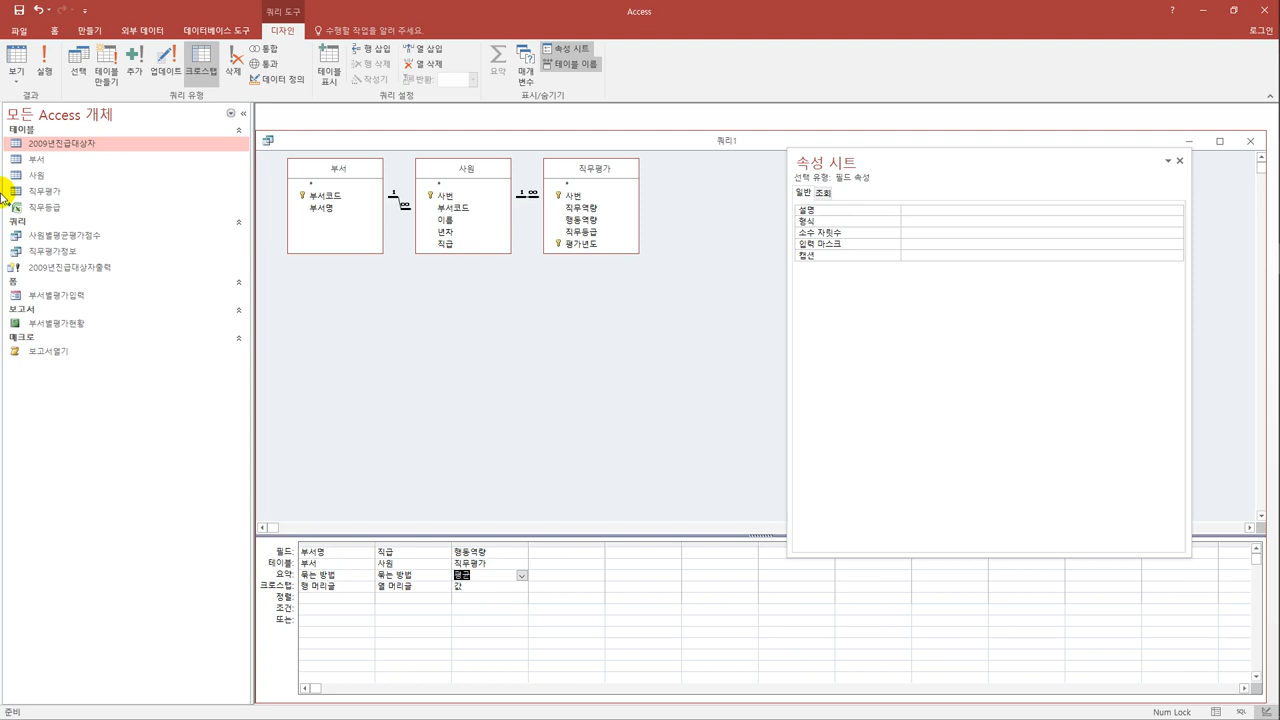 쿼리 도구
Access
?
파일
홈
만들기
외부 데이터
데이터베이스 도구
디자인
수행할 작업을 알려 주세요.
로그인
보기
실행
선택
테이블
만들기
추가
업데이트
크로스탭
삭제
통합
통과
데이터 정의
테이블
표시
행 삽입
행 삭제
작성기
열 삽입
열 삭제
반환:
요약
매개
변수
속성 시트
테이블 이름
결과
쿼리 유형
쿼리 설정
표시/숨기기
모든 Access 개체
테이블
2009년진급대상자
부서
사원
직무평가
직무등급
쿼리
사원별평균평가점수
직무평가정보
2009년진급대상자출력
폼
부서별평가입력
보고서
부서별평가현황
매크로
보고서열기
쿼리1
부서
*
부서코드
부서명
1
∞
사원
*
사번
부서코드
이름
년차
직급
1
∞
직무평가
*
사번
직무역량
행동역량
직무등급
평가년도
속성 시트
선택 유형: 필드 속성
일반 조회
설명
형식
소수 자릿수
입력 마스크
캡션
필드: 부서명 직급 행동역량
테이블: 부서 사원 직무평가
요약: 묶는 방법 묶는 방법 평균
크로스탭: 행 머리글 열 머리글 값
정렬:
조건:
또는:
준비
Num Lock
SQL